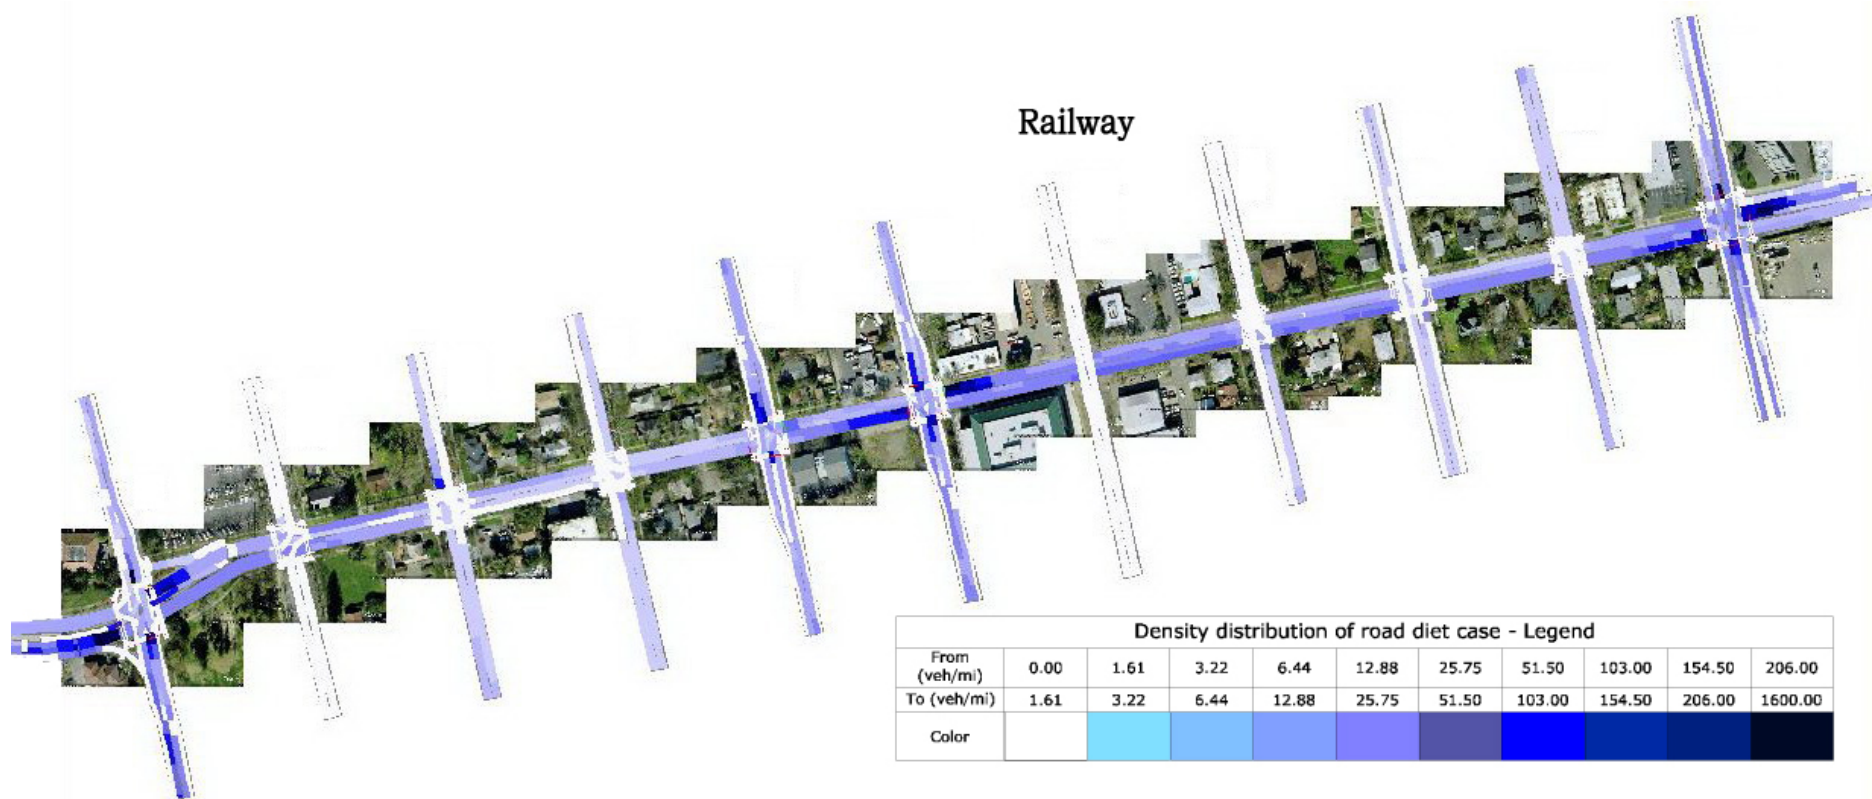 Railway
Density distribution of road diet case - Legend
From (veh/mi) 0.00 1.61 3.22 6.44 12.88 25.75 51.50 103.00 154.50 206.00
To (veh/mi) 1.61 3.22 6.44 12.88 25.75 51.50 103.00 154.50 206.00 1600.00
Color